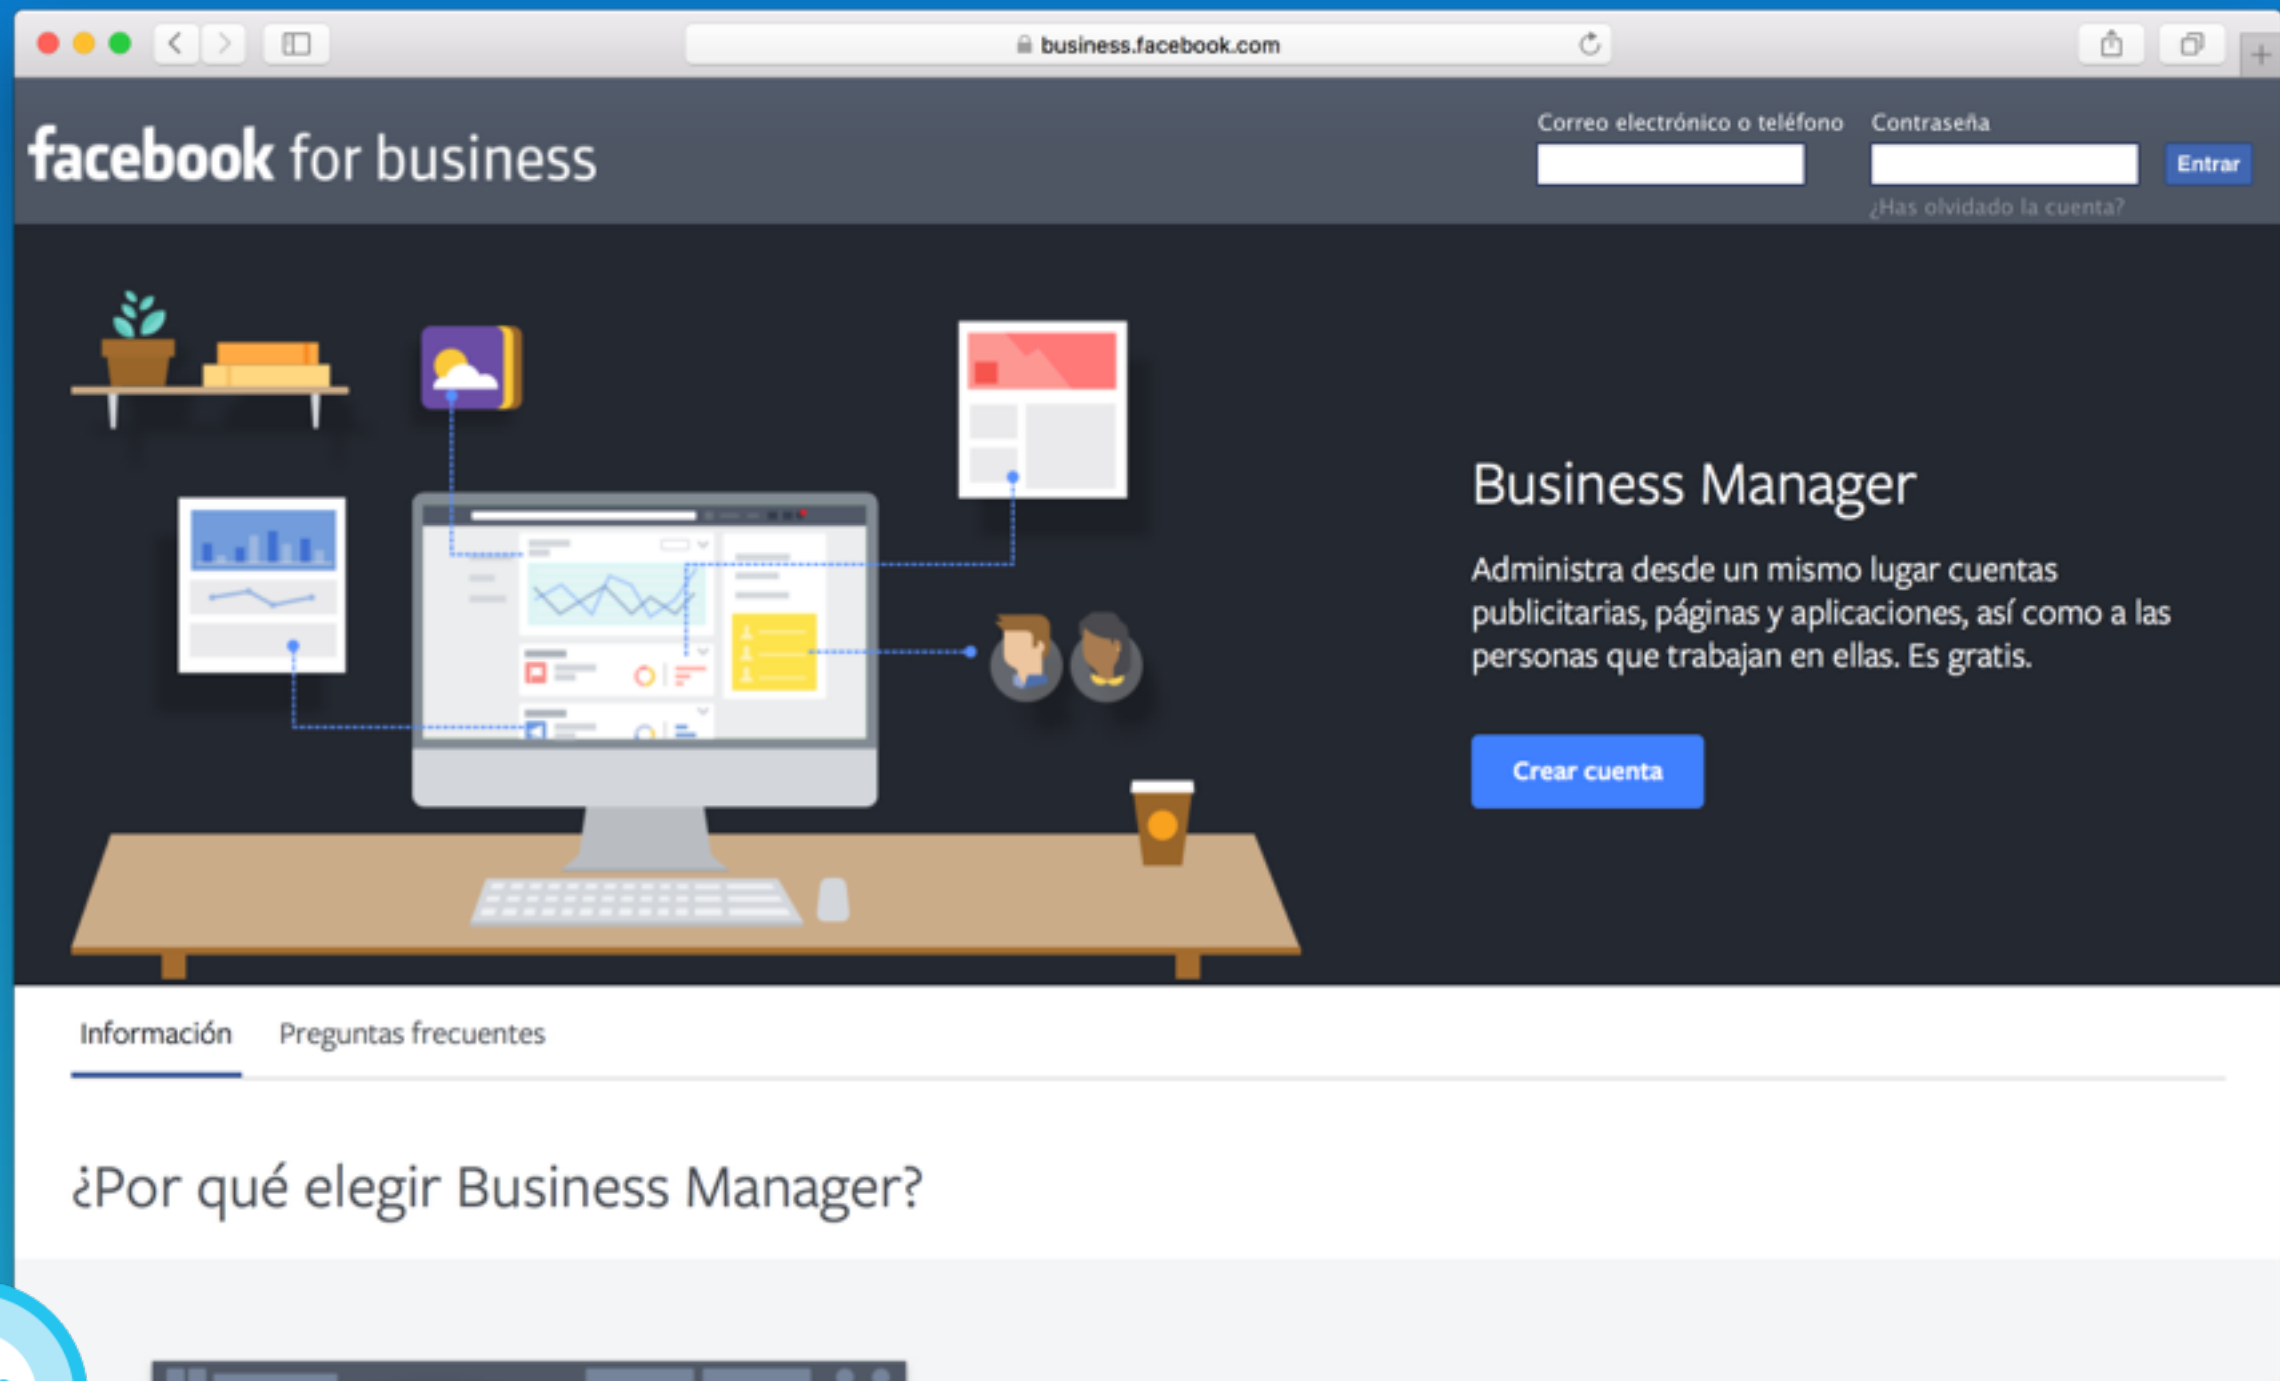 business.facebook.com
facebook for business
Correo electrónico o teléfono
Contraseña
Entrar
¿Has olvidado la cuenta?
Business Manager
Administra desde un mismo lugar cuentas
publicitarias, páginas y aplicaciones, así como a las
personas que trabajan en ellas. Es gratis.
Crear cuenta
Información
Preguntas frecuentes
¿Por qué elegir Business Manager?